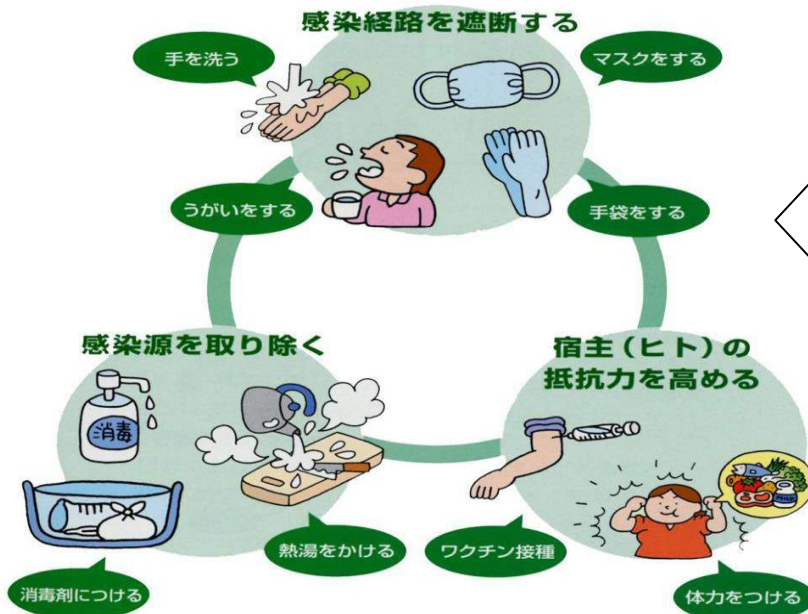 感染経路を遮断する
手を洗う
マスクをする
うがいをする
手袋をする
感染源を取り除く
消毒
熱湯をかける
消毒剤につける
宿主(ヒト)の
抵抗力を高める
ワクチン接種
体力をつける